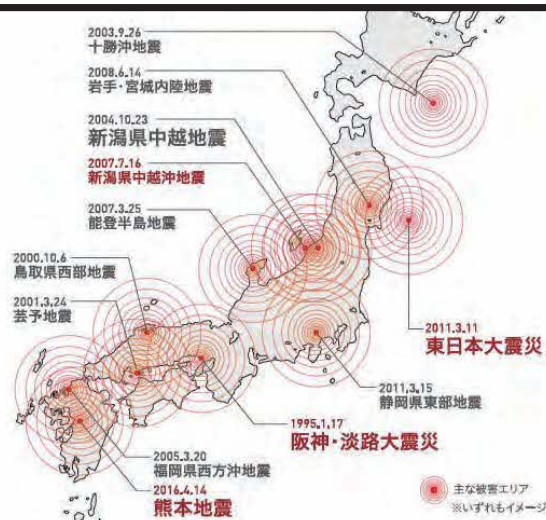 2003.9.26
十勝沖地震
2008.6.14
岩手・宮城内陸地震
2004.10.23
新潟県中越地震
2007.7.16
新潟県中越沖地震
2007.3.25
能登半島地震
2000.10.6
鳥取県西部地震
2001.3.24
芸予地震
2011.3.11
東日本大震災
2011.3.15
静岡県東部地震
1995.1.17
阪神・淡路大震災
2005.3.20
福岡県西方沖地震
2016.4.14
熊本地震
主な被害エリア
※いずれもイメージ